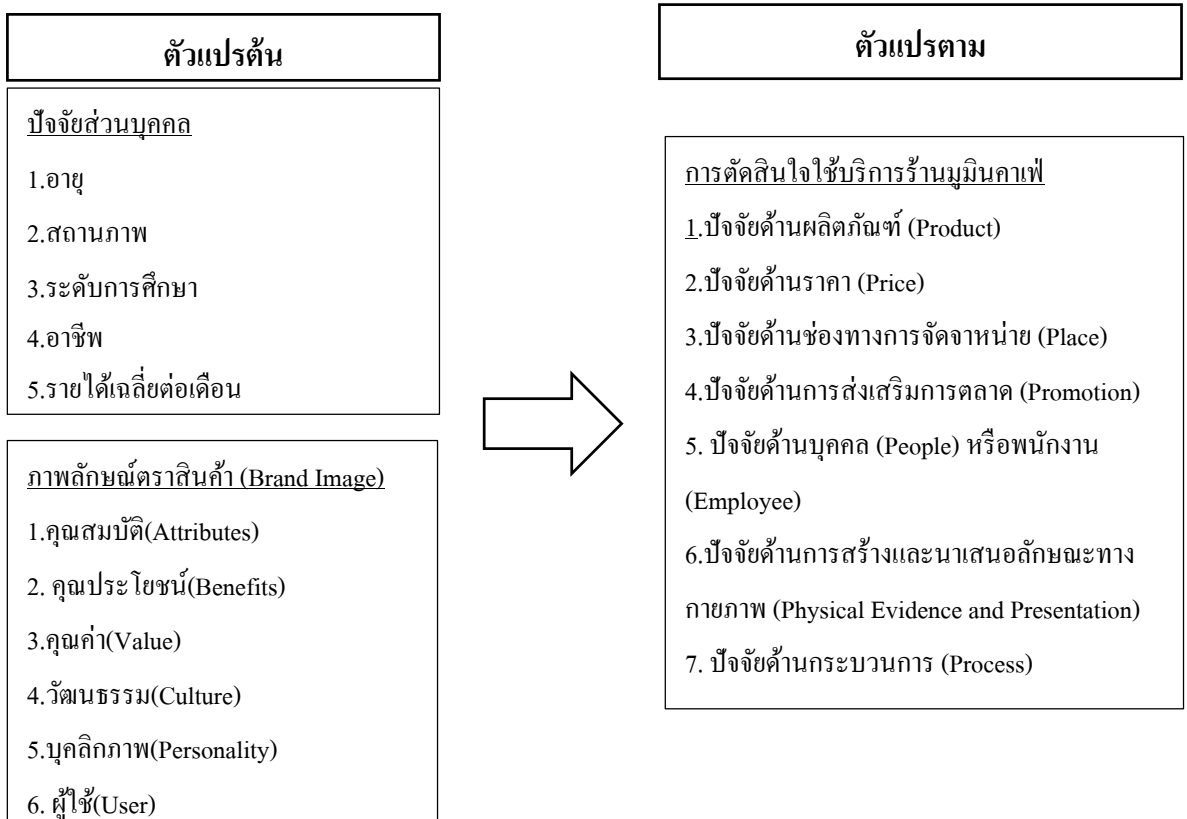 ตัวแปรต้น
ปัจจัยส่วนบุคคล
1.อายุ
2.สถานภาพ
3.ระดับการศึกษา
4.อาชีพ
5.รายได้เฉลี่ยต่อเดือน
ภาพลักษณ์ตราสินค้า (Brand Image)
1.คุณสมบัติ(Attributes)
2. คุณประโยชน์(Benefits)
3.คุณค่า(Value)
4.วัฒนธรรม(Culture)
5.บุคลิกภาพ(Personality)
6. ผู้ใช้(User)
ตัวแปรตาม
การตัดสินใจใช้บริการร้านมูมินคาเฟ่
1.ปัจจัยด้านผลิตภัณฑ์ (Product)
2.ปัจจัยด้านราคา (Price)
3.ปัจจัยด้านช่องทางการจัดจาหน่าย (Place)
4.ปัจจัยด้านการส่งเสริมการตลาด (Promotion)
5. ปัจจัยด้านบุคคล (People) หรือพนักงาน
(Employee)
6.ปัจจัยด้านการสร้างและนาเสนอลักษณะทาง
กายภาพ (Physical Evidence and Presentation)
7. ปัจจัยด้านกระบวนการ (Process)